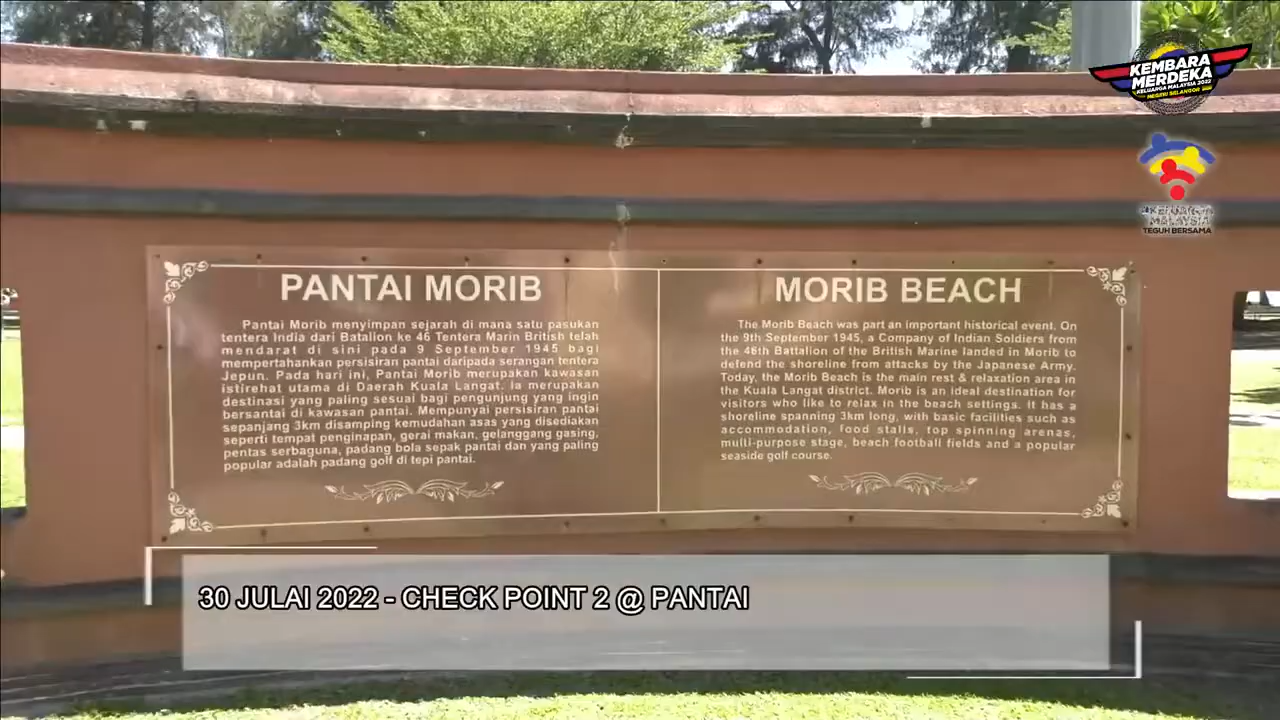 KEMBARA
MERDEKA
KELUARGA MALAYSIA 2022
NEGERI SELANGOR
#KELUARGA
MALAYSIA
TEGUH BERSAMA
PANTAI MORIB
Pantai Morib menyimpan sejarah di mana satu pasukan
tentera India dari Batalion ke 46 Tentera Marin British telah
mendarat di sini pada 9 September 1945 bagi
mempertahankan persisiran pantai daripada serangan tentera
Jepun. Pada hari ini, Pantai Morib merupakan kawasan
istirehat utama di Daerah Kuala Langat. Ia merupakan
destinasi yang paling sesuai bagi pengunjung yang ingin
bersantai di kawasan pantai. Mempunyai persisiran pantai
sepanjang 3km disamping kemudahan asas yang disediakan
seperti tempat penginapan, gerai makan, gelanggang gasing,
pentas serbaguna, padang bola sepak pantai dan yang paling
popular adalah padang golf di tepi pantai.
MORIB BEACH
The Morib Beach was part an important historical event. On
the 9th September 1945, a Company of Indian Soldiers from
the 46th Battalion of the British Marine landed in Morib to
defend the shoreline from attacks by the Japanese Army.
Today, the Morib Beach is the main rest & relaxation area in
the Kuala Langat district. Morib is an ideal destination for
visitors who like to relax in the beach settings. It has a
shoreline spanning 3km long, with basic facilities such as
accommodation, food stalls, top spinning arenas,
multi-purpose stage, beach football fields and a popular
seaside golf course.
30 JULAI 2022 - CHECK POINT 2 @ PANTAI